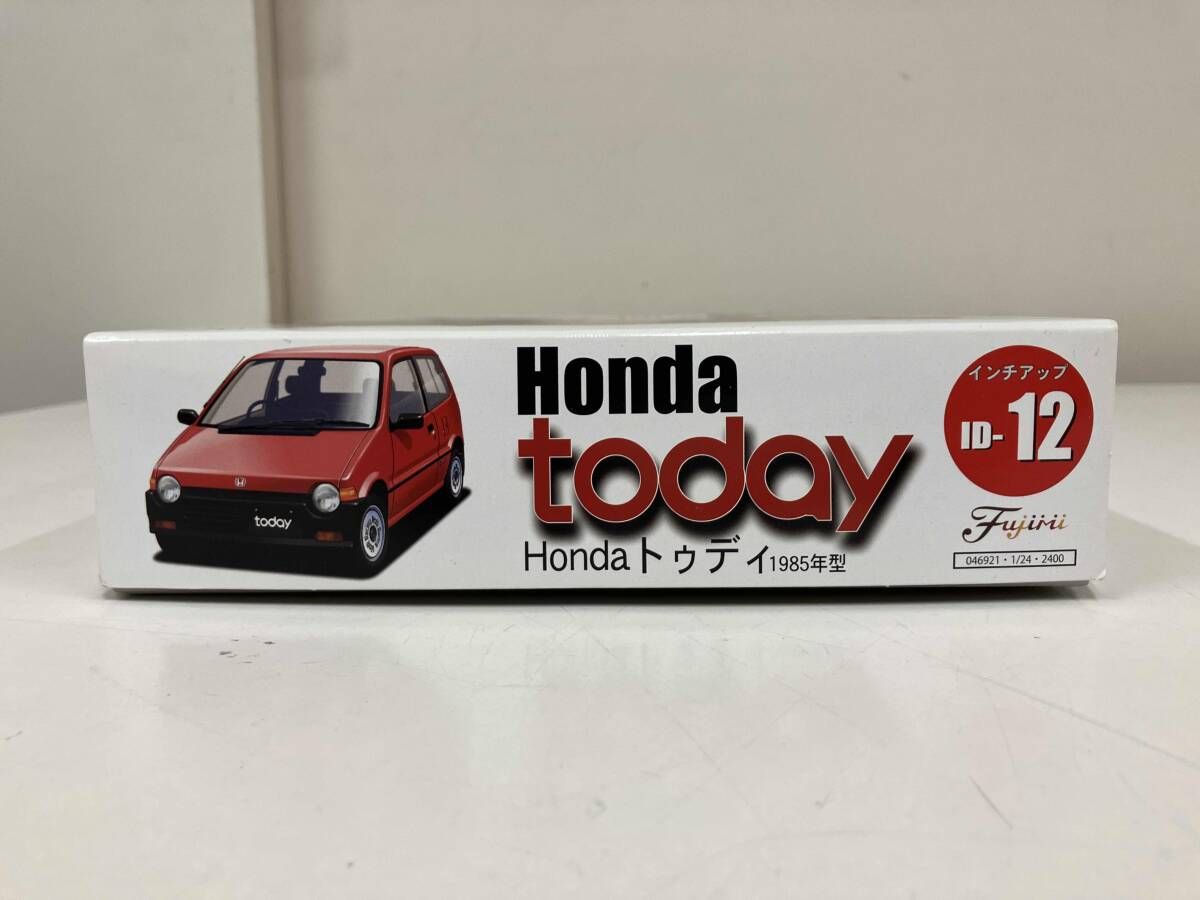 today
Honda
today
Hondaトゥデイ1985年型
インチアップ
ID-12
Fujimi
046921・1/24・2400